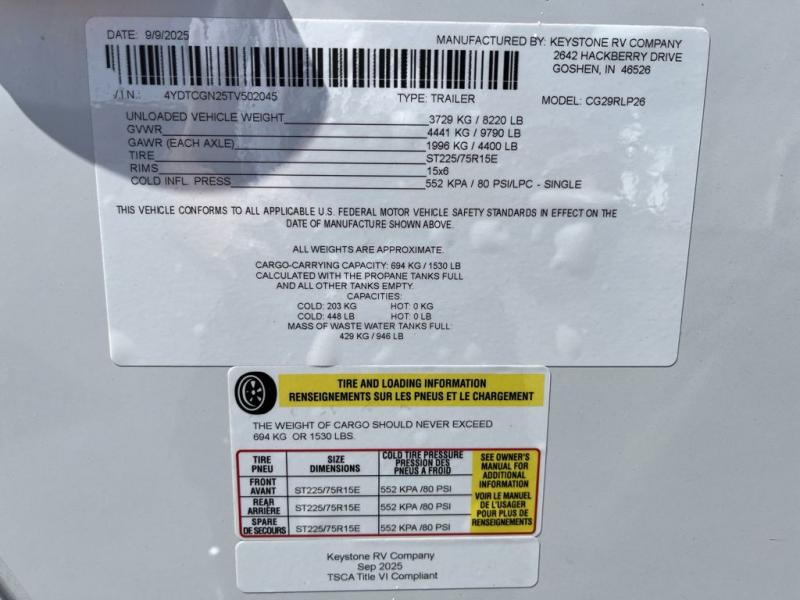 DATE: 9/9/2025
MANUFACTURED BY: KEYSTONE RV COMPANY
2642 HACKBERRY DRIVE
GOSHEN, IN 46526
V.I.N.: 4YDTCGN25TV502045 TYPE: TRAILER MODEL: CG29RLP26
UNLOADED VEHICLE WEIGHT 3729 KG / 8220 LB
GVWR 4441 KG / 9790 LB
GAWR (EACH AXLE) 1996 KG / 4400 LB
TIRE ST225/75R15E
RIMS 15x6
COLD INFL. PRESS 552 KPA / 80 PSI/LPC - SINGLE
THIS VEHICLE CONFORMS TO ALL APPLICABLE U.S. FEDERAL MOTOR VEHICLE SAFETY STANDARDS IN EFFECT ON THE
DATE OF MANUFACTURE SHOWN ABOVE.
ALL WEIGHTS ARE APPROXIMATE.
CARGO-CARRYING CAPACITY: 694 KG / 1530 LB
CALCULATED WITH THE PROPANE TANKS FULL
AND ALL OTHER TANKS EMPTY.
CAPACITIES:
COLD: 203 KG HOT: 0 KG
COLD: 448 LB HOT: 0 LB
MASS OF WASTE WATER TANKS FULL:
429 KG / 946 LB
TIRE AND LOADING INFORMATION
RENSEIGNEMENTS SUR LES PNEUS ET LE CHARGEMENT
THE WEIGHT OF CARGO SHOULD NEVER EXCEED
694 KG OR 1530 LBS.
TIRE
PNEU
SIZE
DIMENSIONS
COLD TIRE PRESSURE
PRESSION DES
PNEUS A FROID
FRONT
AVANT
ST225/75R15E
552 KPA /80 PSI
REAR
ARRIÈRE
ST225/75R15E
552 KPA /80 PSI
SPARE
DE SECOURS
ST225/75R15E
552 KPA /80 PSI
SEE OWNER'S
MANUAL FOR
ADDITIONAL
INFORMATION
VOIR LE MANUEL
DE L'USAGER
POUR PLUS DE
RENSEIGNEMENTS
Keystone RV Company
Sep 2025
TSCA Title VI Compliant